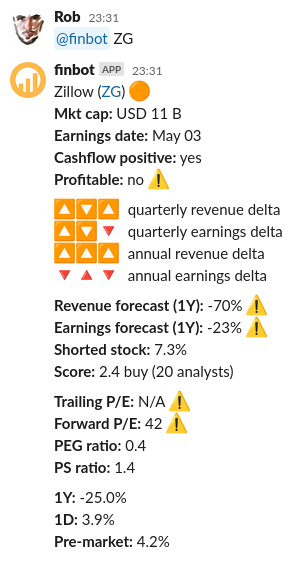 Rob 23:31
@finbot ZG
finbot APP 23:31
Zillow (ZG) 🟠
Mkt cap: USD 11 B
Earnings date: May 03
Cashflow positive: yes
Profitable: no ⚠️
🔼🔽🔼 quarterly revenue delta
🔼🔽🔻 quarterly earnings delta
🔼🔼🔼 annual revenue delta
🔻🔺🔻 annual earnings delta
Revenue forecast (1Y): -70% ⚠️
Earnings forecast (1Y): -23% ⚠️
Shorted stock: 7.3%
Score: 2.4 buy (20 analysts)
Trailing P/E: N/A ⚠️
Forward P/E: 42 ⚠️
PEG ratio: 0.4
PS ratio: 1.4
1Y: -25.0%
1D: 3.9%
Pre-market: 4.2%